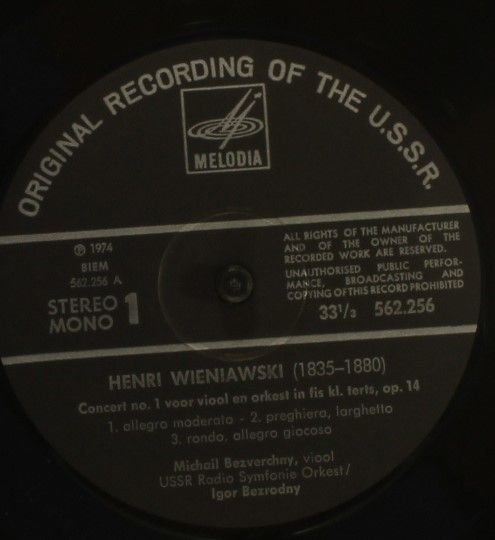 ORIGINAL RECORDING OF THE U.S.S.R.
MELODIA
℗ 1974
BIEM
562.256 A
STEREO
MONO 1
ALL RIGHTS OF THE MANUFACTURER
AND OF THE OWNER OF THE
RECORDED WORK ARE RESERVED.
UNAUTHORISED PUBLIC PERFOR-
MANCE, BROADCASTING AND
COPYING OF THIS RECORD PROHIBITED
33 1/3 562.256
HENRI WIENIAWSKI (1835-1880)
Concert no. 1 voor viool en orkest in fis kl. terts, op. 14
1. allegro moderato - 2. preghiera, larghetto
3. rondo, allegro giocoso
Michail Bezverchny, viool
USSR Radio Symfonie Orkest/
Igor Bezrodny